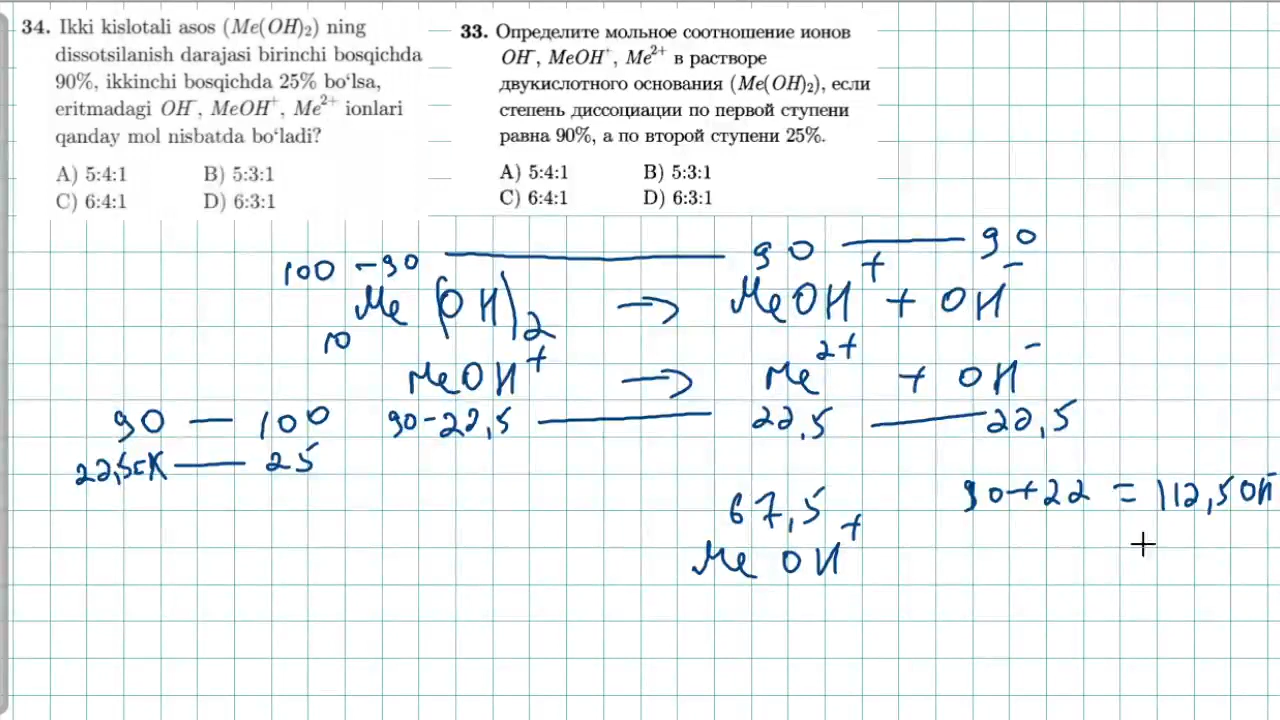 34. Ikki kislotali asos (Me(OH)₂) ning
dissotsilanish darajasi birinchi bosqichda
90%, ikkinchi bosqichda 25% bo‘lsa,
eritmadagi OH⁻, MeOH⁺, Me²⁺ ionlari
qanday mol nisbatda bo‘ladi?
A) 5:4:1 B) 5:3:1
C) 6:4:1 D) 6:3:1
33. Определите мольное соотношение ионов
OH⁻, MeOH⁺, Me²⁺ в растворе
двукислотного основания (Me(OH)₂), если
степень диссоциации по первой ступени
равна 90%, а по второй ступени 25%.
A) 5:4:1 B) 5:3:1
C) 6:4:1 D) 6:3:1
100 - 90 — 90 — 90
Me(OH)₂ → MeOH⁺ + OH⁻
10
MeOH⁺ → Me²⁺ + OH⁻
90 — 100 90-22,5 — 22,5 — 22,5
22,5=X — 25
90+22 = 112,5 OH⁻
67,5
MeOH⁺